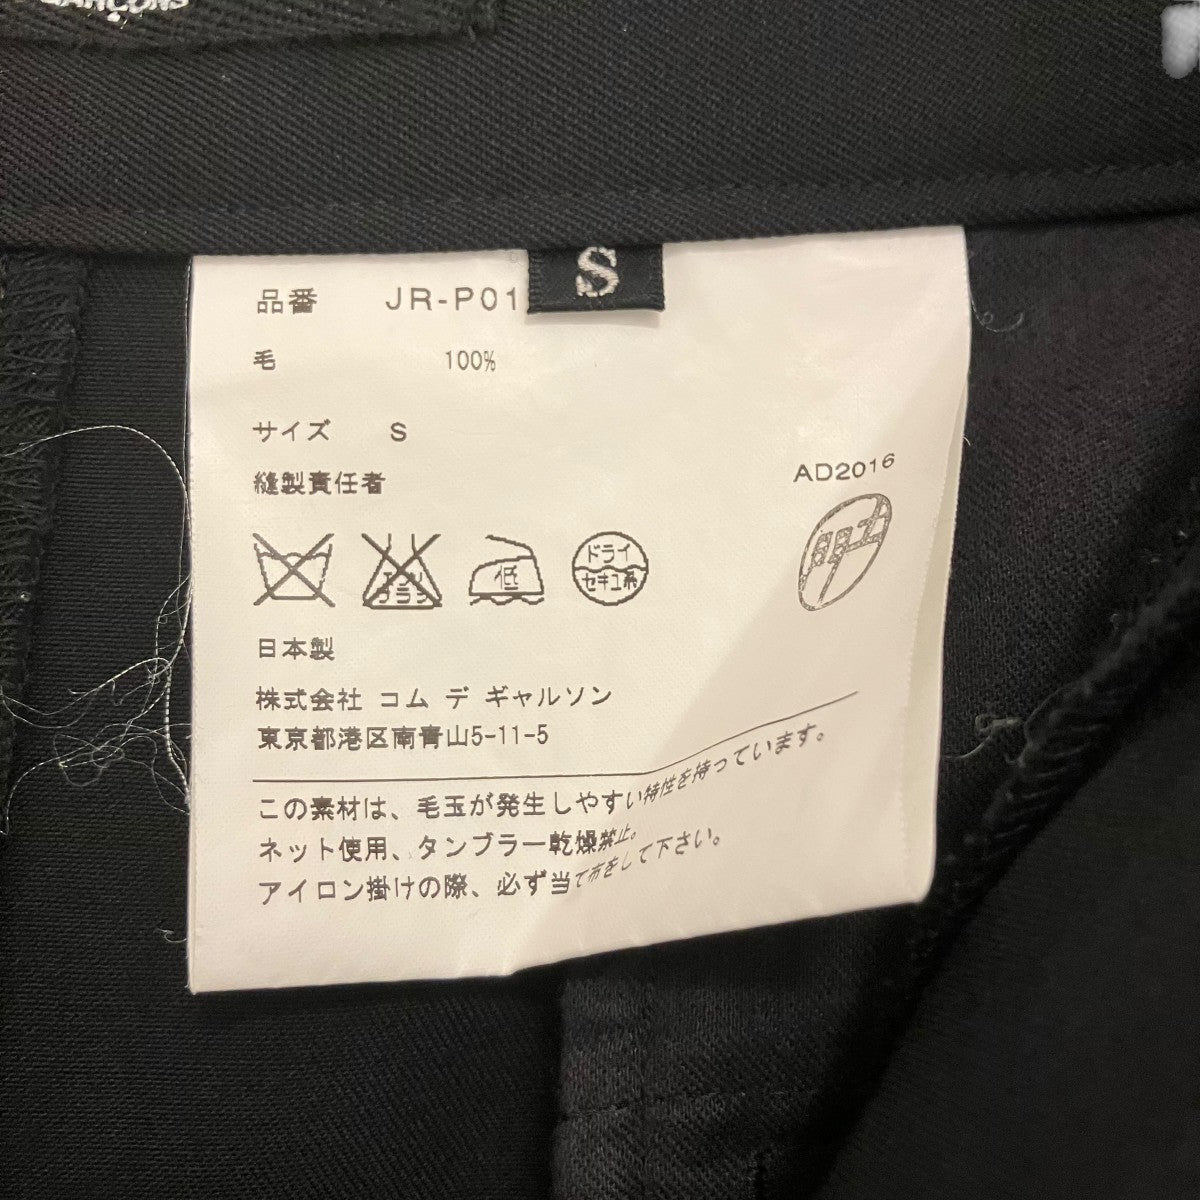 GARÇONS
S
品番 JR-P01
毛 100%
サイズ S
縫製責任者
AD2016
ドライ
セキユ系
低
日本製
株式会社 コム デ ギャルソン
東京都港区南青山5-11-5
この素材は、毛玉が発生しやすい特性を持っています。
ネット使用、タンブラー乾燥禁止。
アイロン掛けの際、必ず当て布をして下さい。